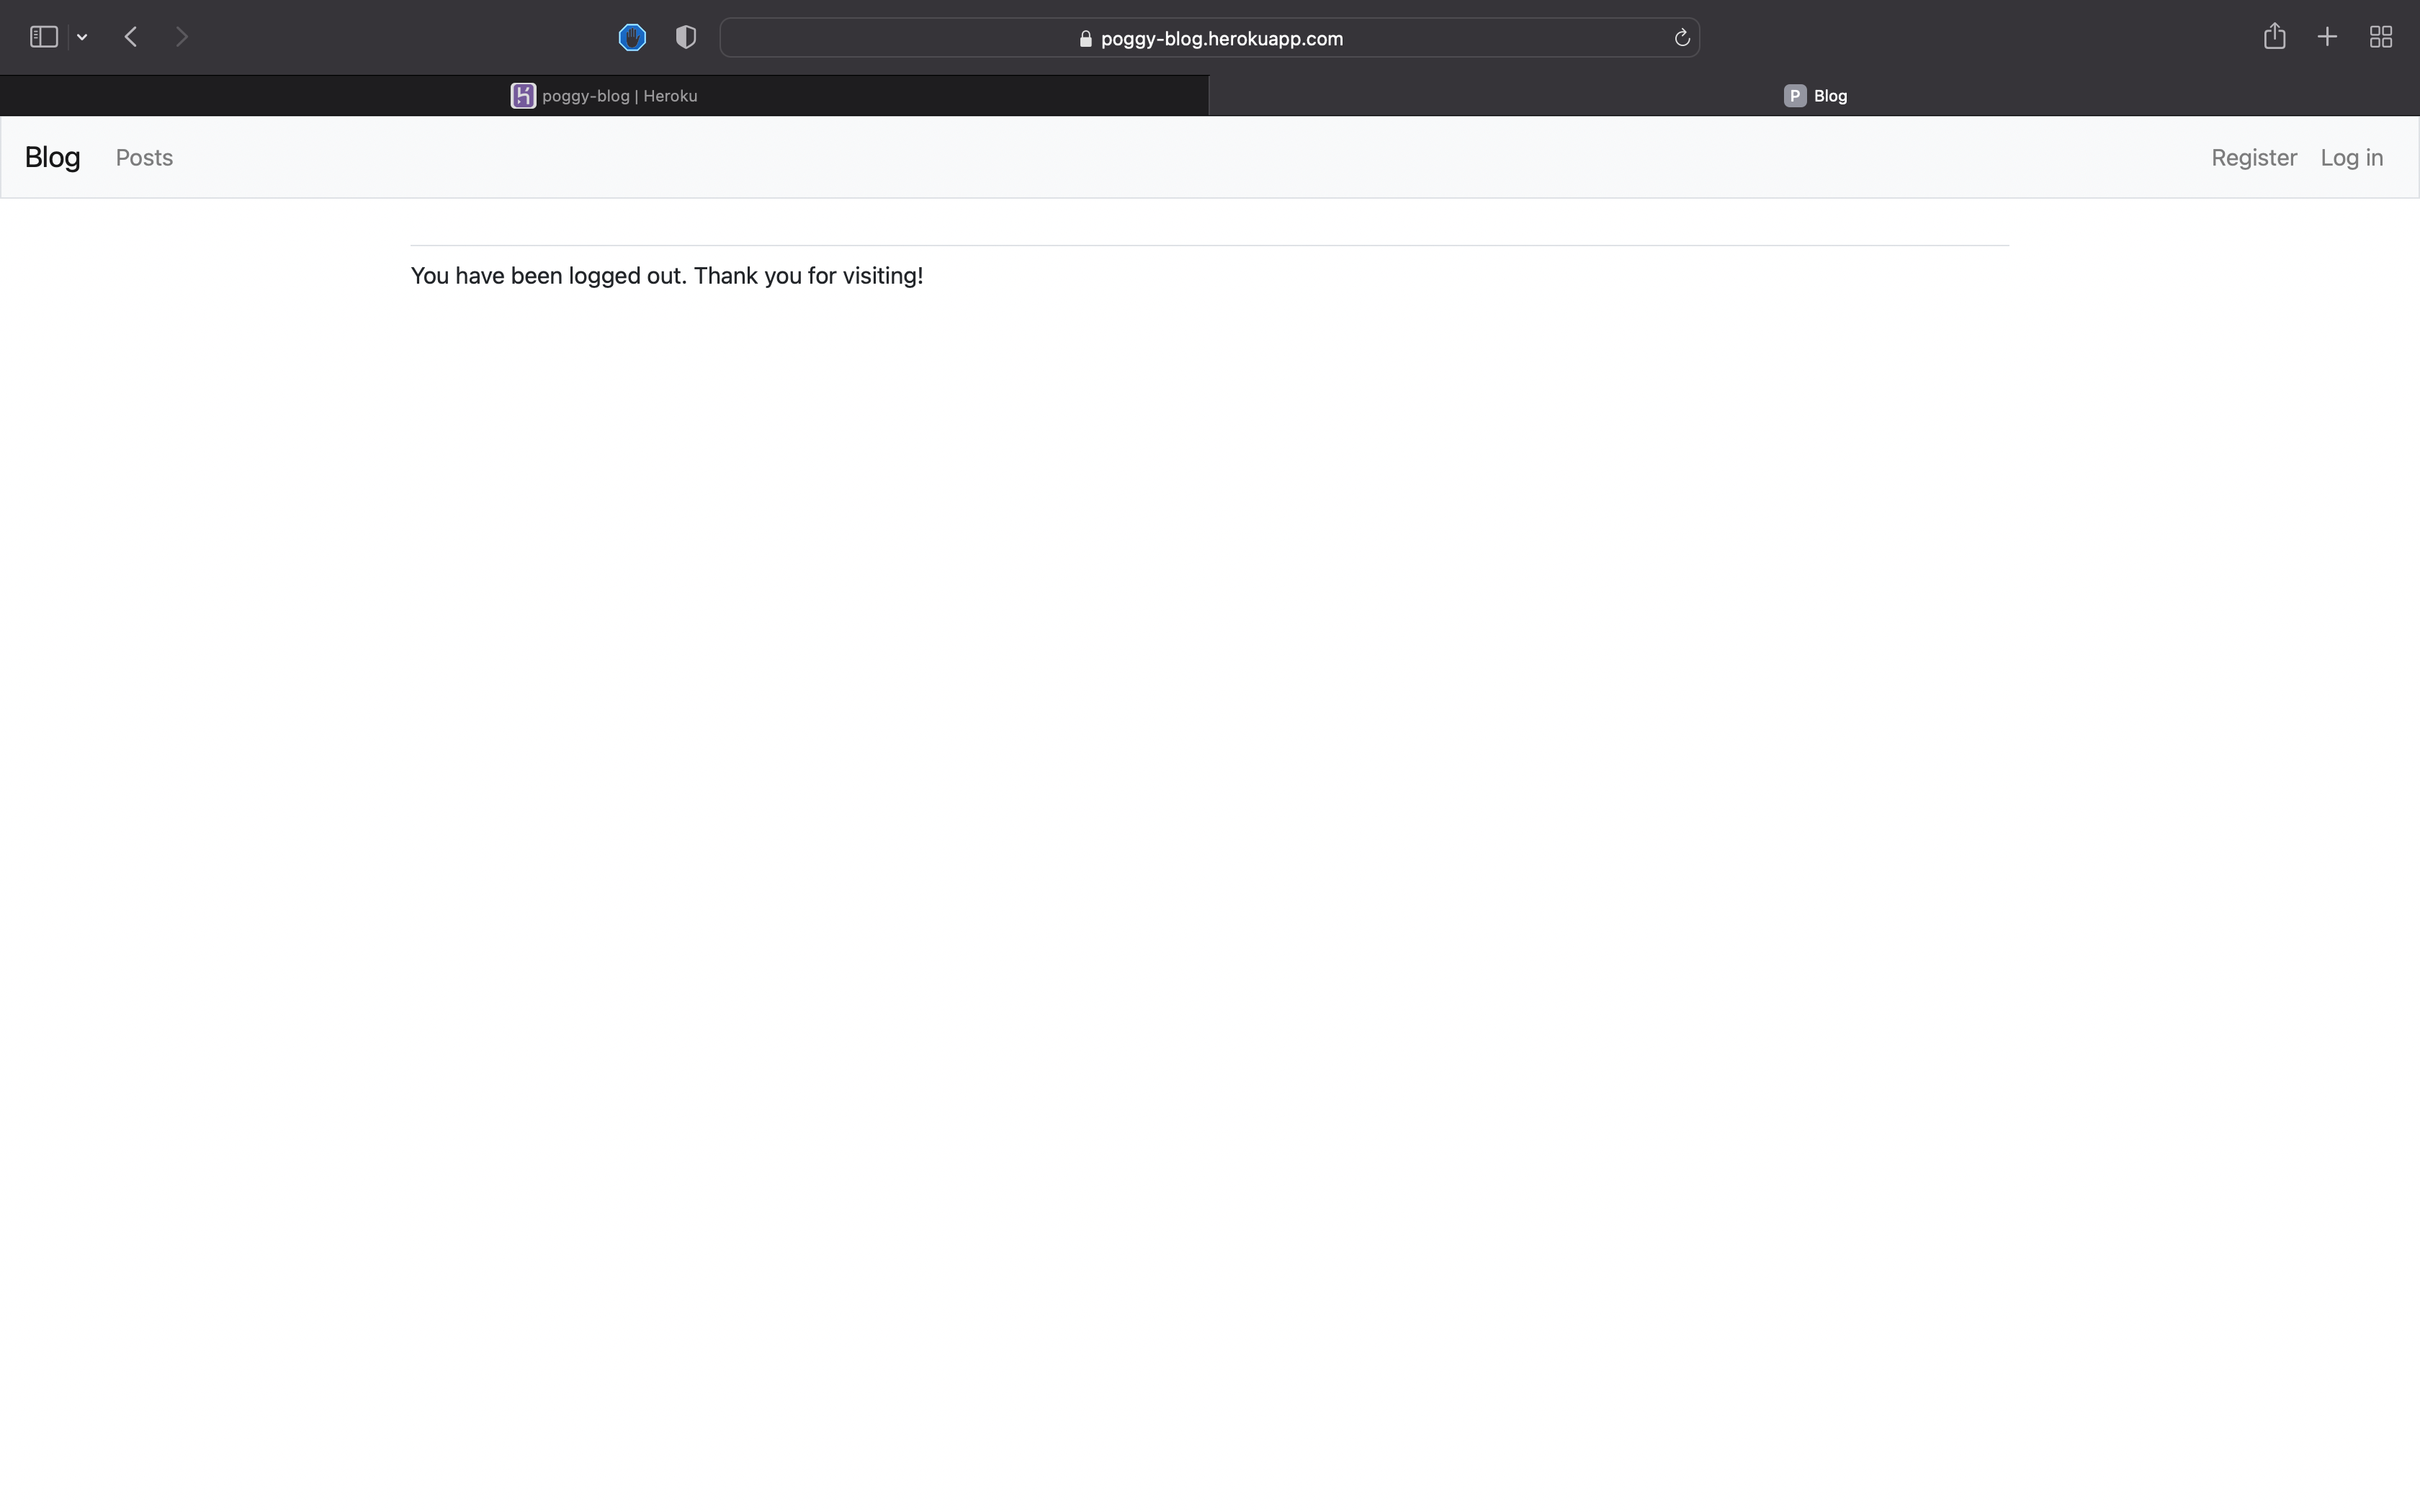 poggy-blog.herokuapp.com
poggy-blog | Heroku
P Blog
Blog Posts Register Log in
You have been logged out. Thank you for visiting!